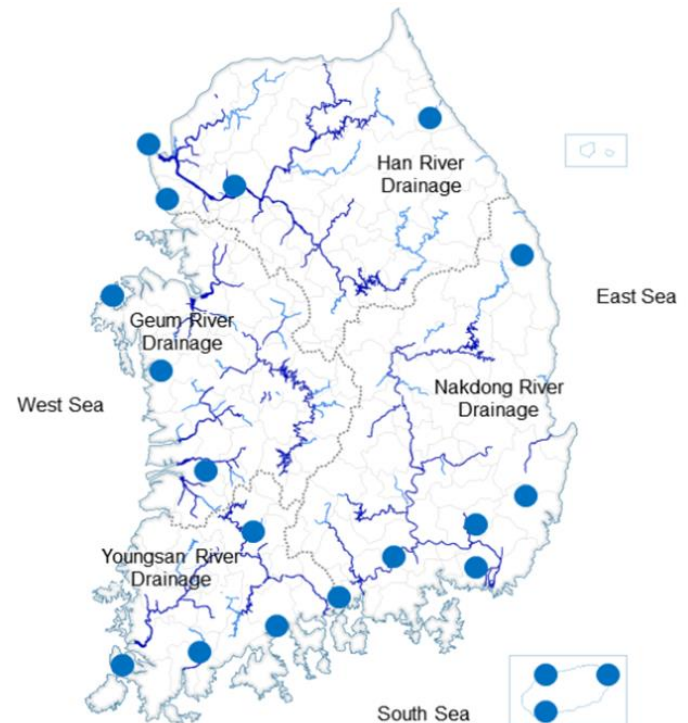 Han River
Drainage
East Sea
Geum River
Drainage
Nakdong River
Drainage
West Sea
Youngsan River
Drainage
South Sea